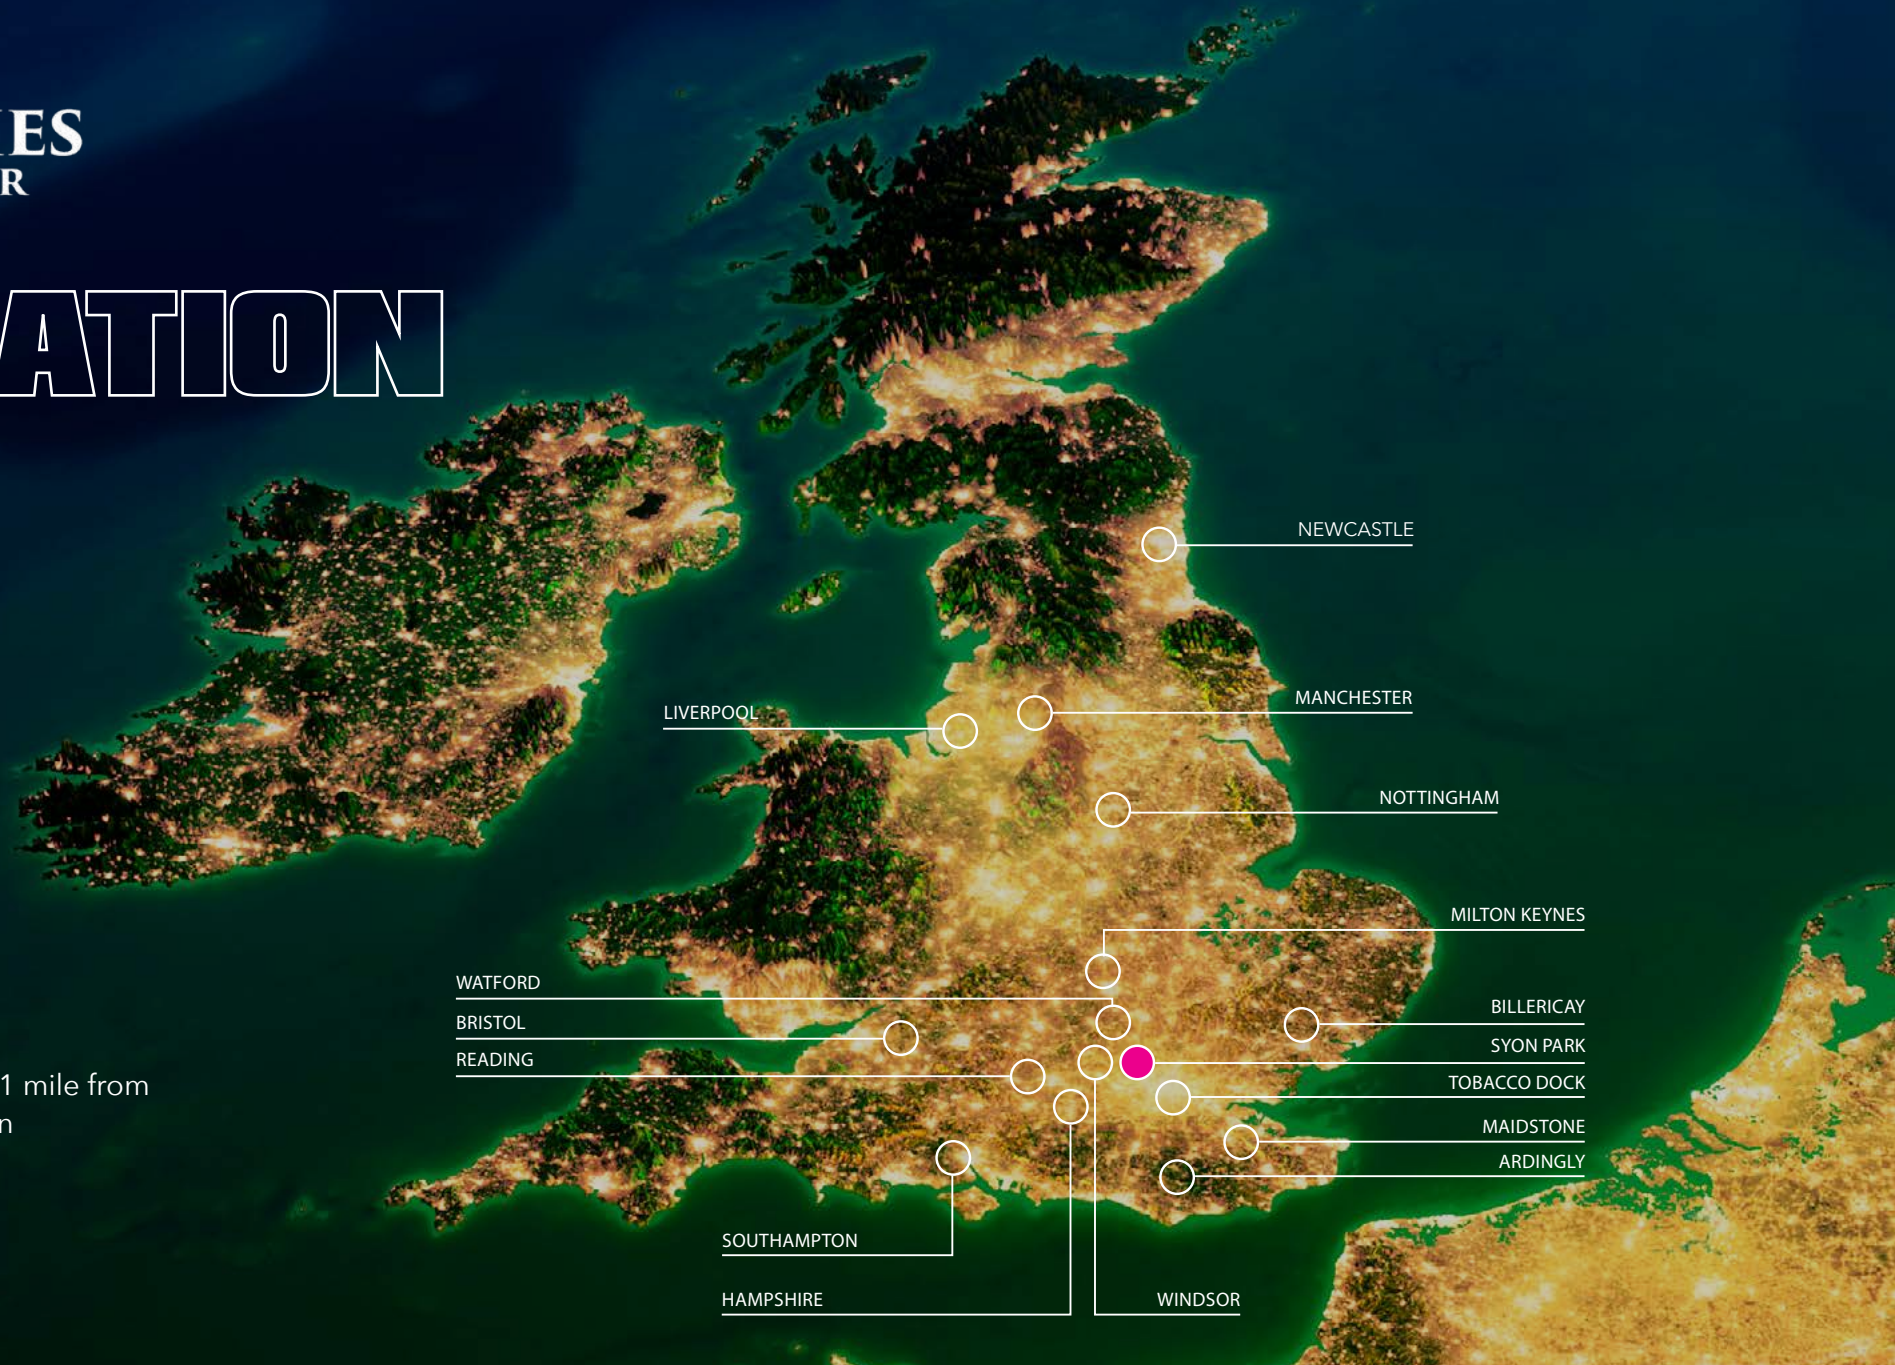 IES
R
ATION
NEWCASTLE
MANCHESTER
LIVERPOOL
NOTTINGHAM
MILTON KEYNES
WATFORD
BILLERICAY
BRISTOL
SYON PARK
READING
TOBACCO DOCK
1 mile from
n
MAIDSTONE
ARDINGLY
SOUTHAMPTON
HAMPSHIRE
WINDSOR